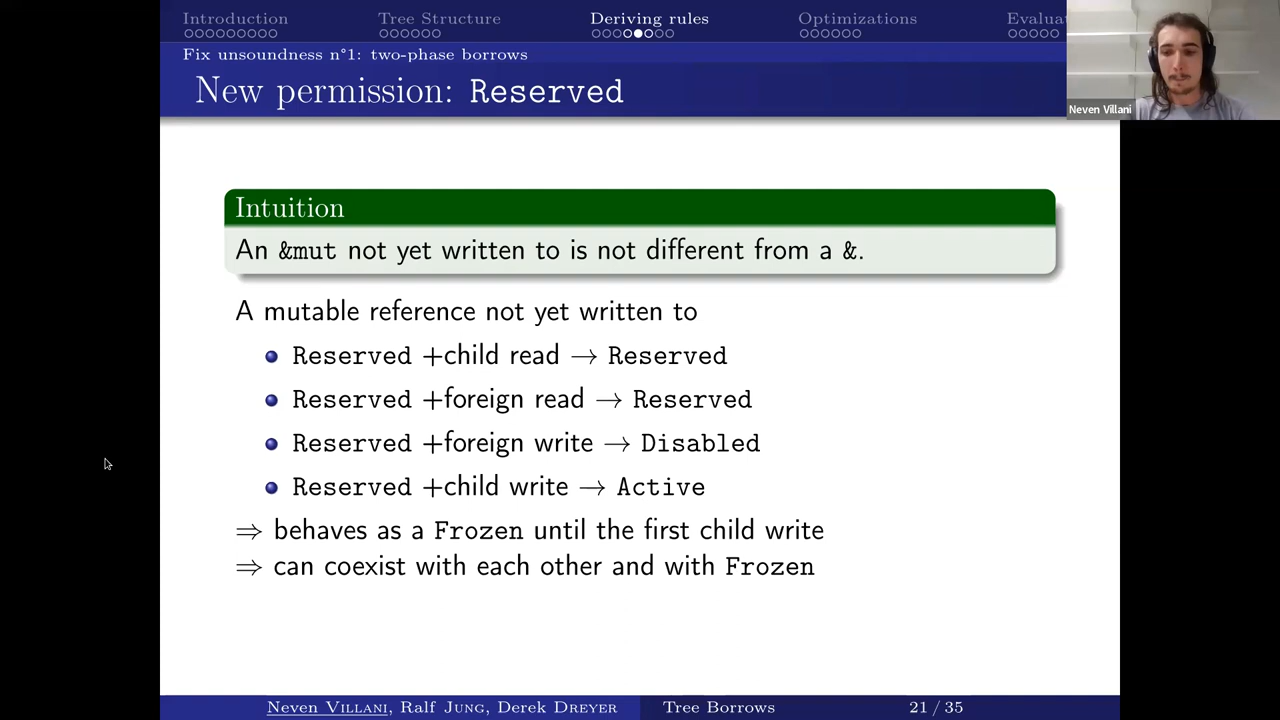 Introduction Tree Structure Deriving rules Optimizations Evalua
Fix unsoundness n°1: two-phase borrows
New permission: Reserved
Neven Villani
Intuition
An &mut not yet written to is not different from a &.
A mutable reference not yet written to
Reserved +child read → Reserved
Reserved +foreign read → Reserved
Reserved +foreign write → Disabled
Reserved +child write → Active
⇒ behaves as a Frozen until the first child write
⇒ can coexist with each other and with Frozen
Neven Villani, Ralf Jung, Derek Dreyer Tree Borrows 21 / 35